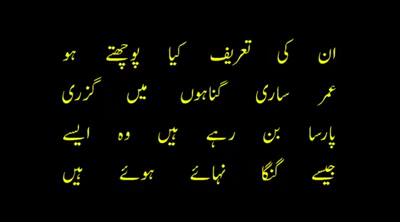 ان کی تعریف کیا پوچھتے ہو
عمر ساری گناہوں میں گزری
پارسا بن رہے ہیں وہ ایسے
جیسے گنگا نہائے ہوئے ہیں